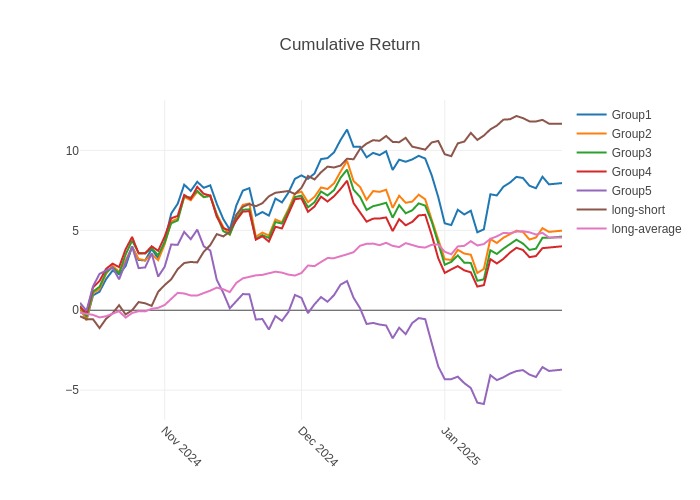 Cumulative Return
10
5
0
−5
Nov 2024
Dec 2024
Jan 2025
Group1
Group2
Group3
Group4
Group5
long-short
long-average